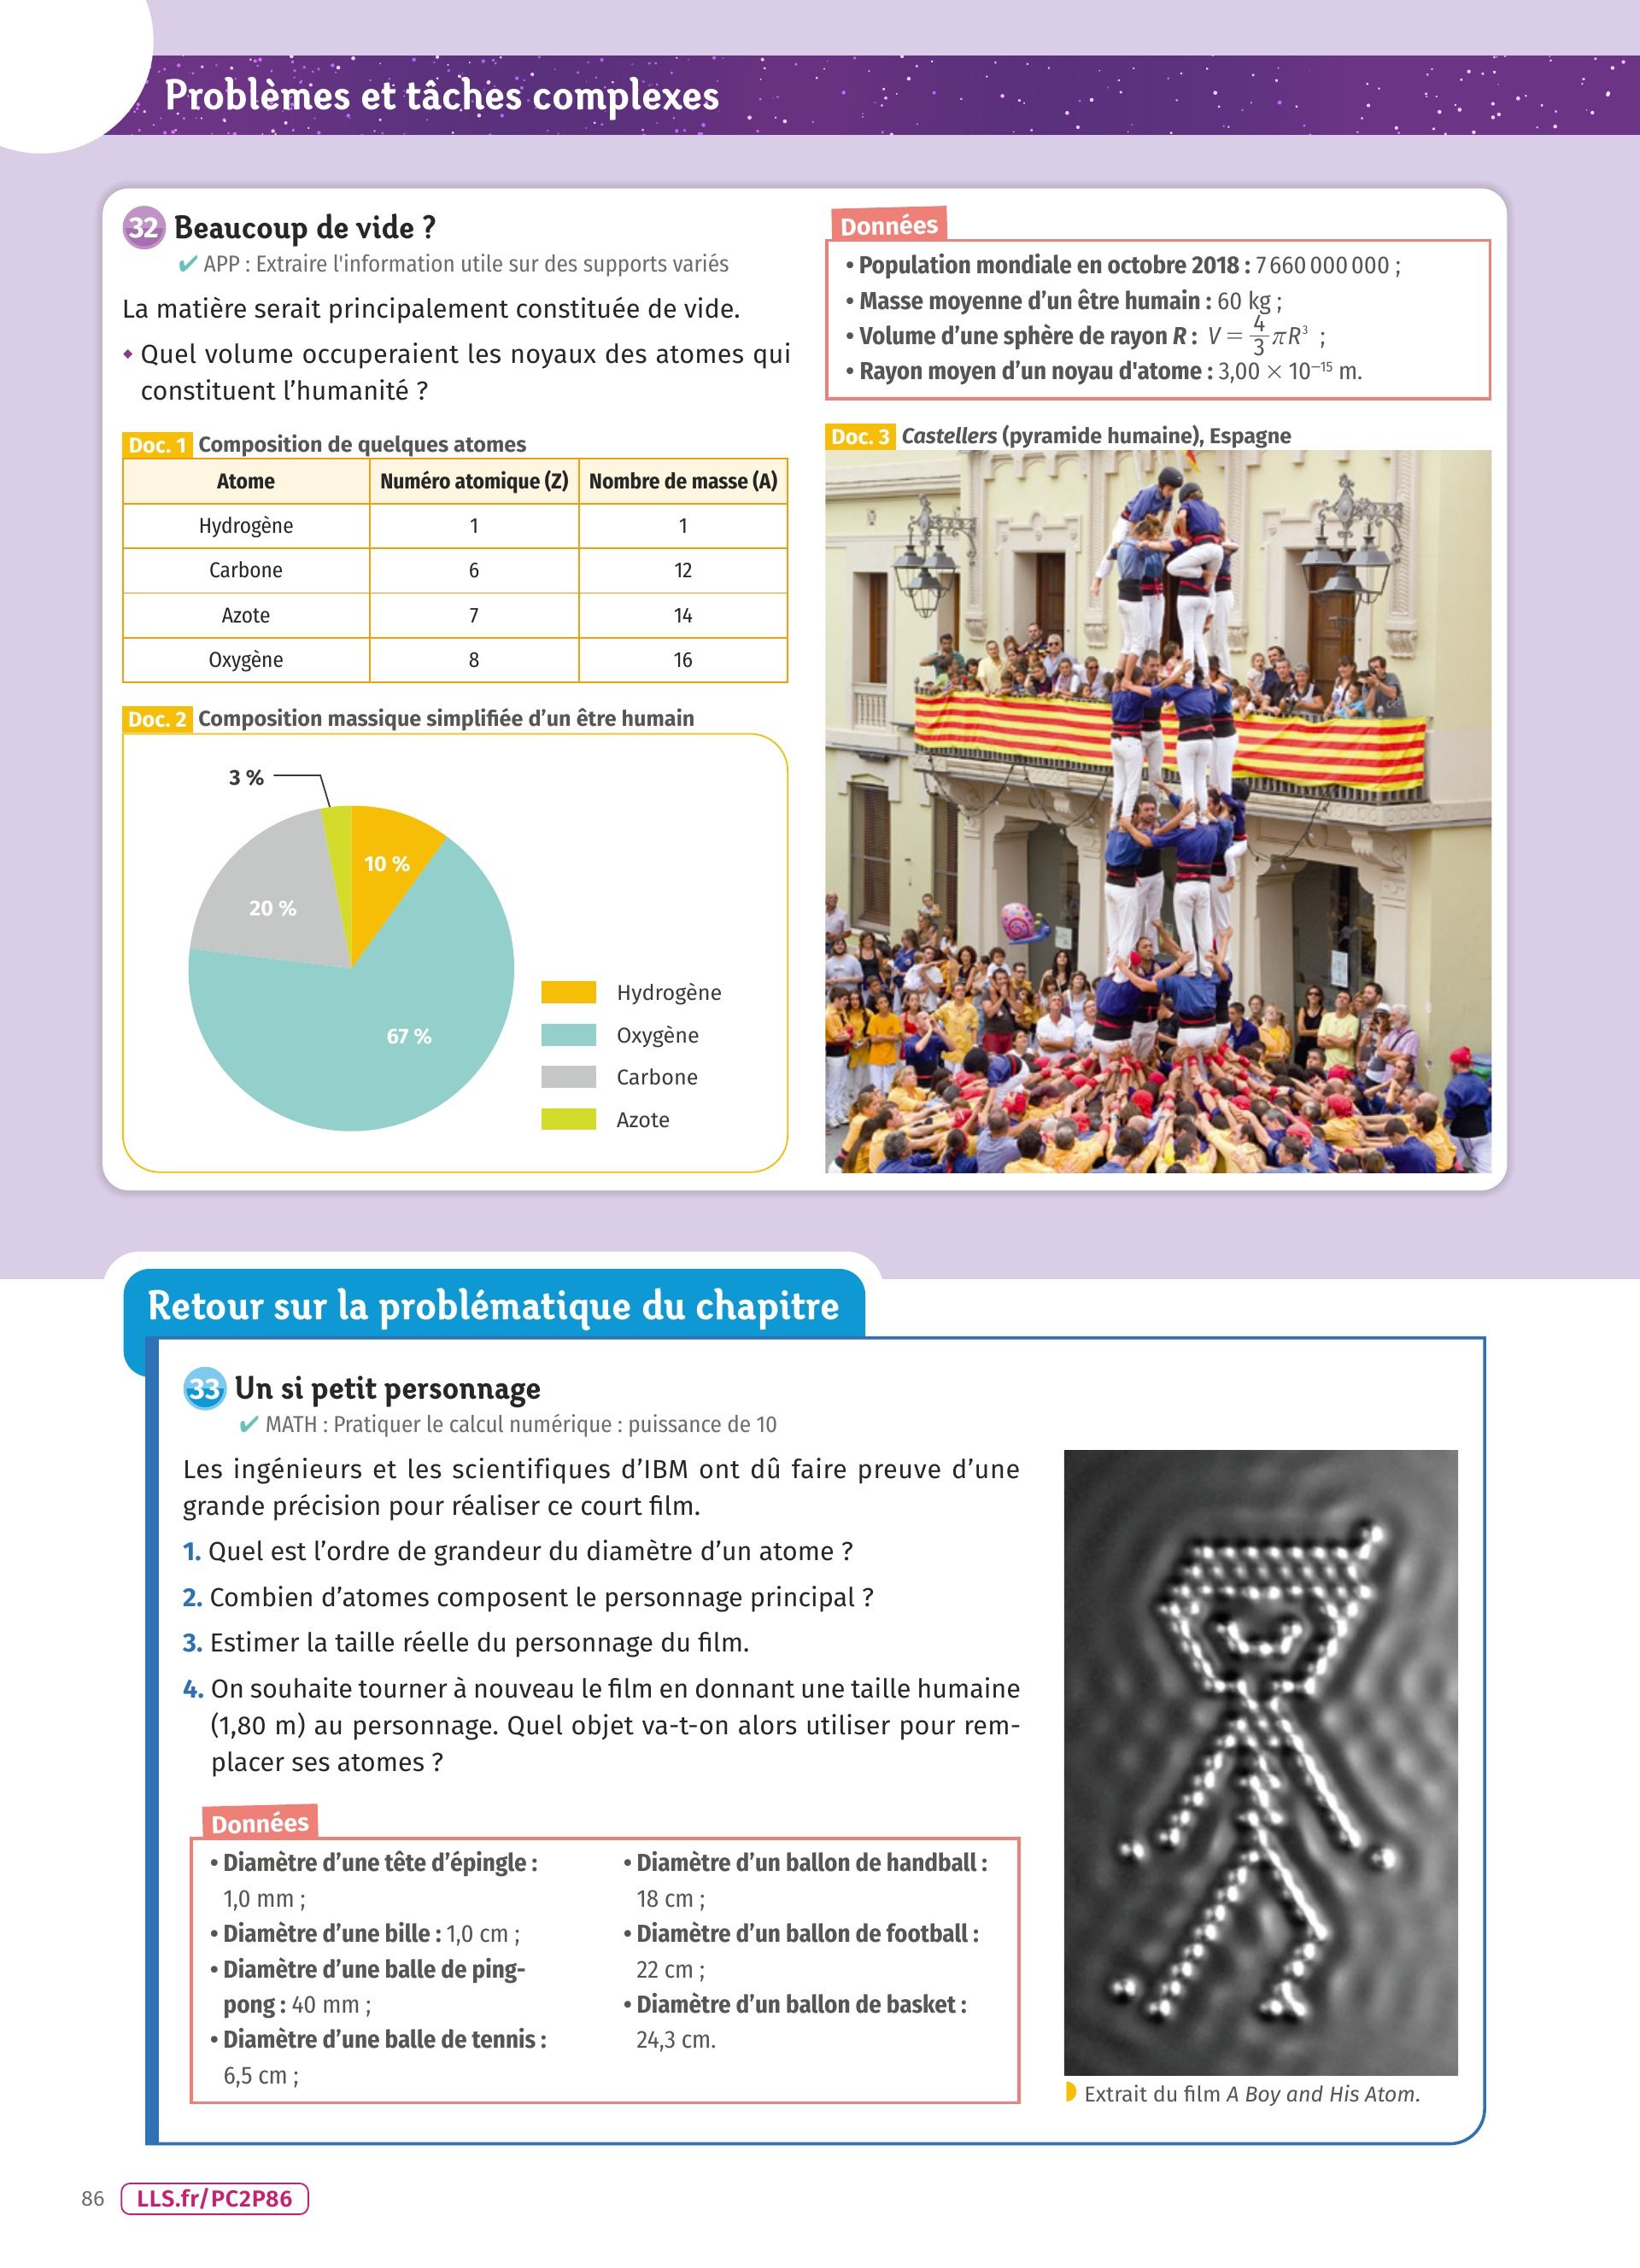 Problèmes et tâches complexes
32 Beaucoup de vide ?
✔ APP : Extraire l'information utile sur des supports variés
La matière serait principalement constituée de vide.
Quel volume occuperaient les noyaux des atomes qui
constituent l'humanité ?
Doc. 1 Composition de quelques atomes
Atome Numéro atomique (Z) Nombre de masse (A)
Hydrogène 1 1
Carbone 6 12
Azote 7 14
Oxygène 8 16
Doc. 2 Composition massique simplifiée d'un être humain
3 %
10 %
20 %
67 %
Hydrogène
Oxygène
Carbone
Azote
Données
• Population mondiale en octobre 2018 : 7 660 000 000 ;
• Masse moyenne d'un être humain : 60 kg ;
• Volume d'une sphère de rayon R : V = 4/3 πR³ ;
• Rayon moyen d'un noyau d'atome : 3,00 × 10⁻¹⁵ m.
Doc. 3 Castellers (pyramide humaine), Espagne
Retour sur la problématique du chapitre
33 Un si petit personnage
✔ MATH : Pratiquer le calcul numérique : puissance de 10
Les ingénieurs et les scientifiques d'IBM ont dû faire preuve d'une
grande précision pour réaliser ce court film.
1. Quel est l'ordre de grandeur du diamètre d'un atome ?
2. Combien d'atomes composent le personnage principal ?
3. Estimer la taille réelle du personnage du film.
4. On souhaite tourner à nouveau le film en donnant une taille humaine
(1,80 m) au personnage. Quel objet va-t-on alors utiliser pour rem-
placer ses atomes ?
Données
• Diamètre d'une tête d'épingle :
1,0 mm ;
• Diamètre d'une bille : 1,0 cm ;
• Diamètre d'une balle de ping-
pong : 40 mm ;
• Diamètre d'une balle de tennis :
6,5 cm ;
• Diamètre d'un ballon de handball :
18 cm ;
• Diamètre d'un ballon de football :
22 cm ;
• Diamètre d'un ballon de basket :
24,3 cm.
Extrait du film A Boy and His Atom.
86 LLS.fr/PC2P86